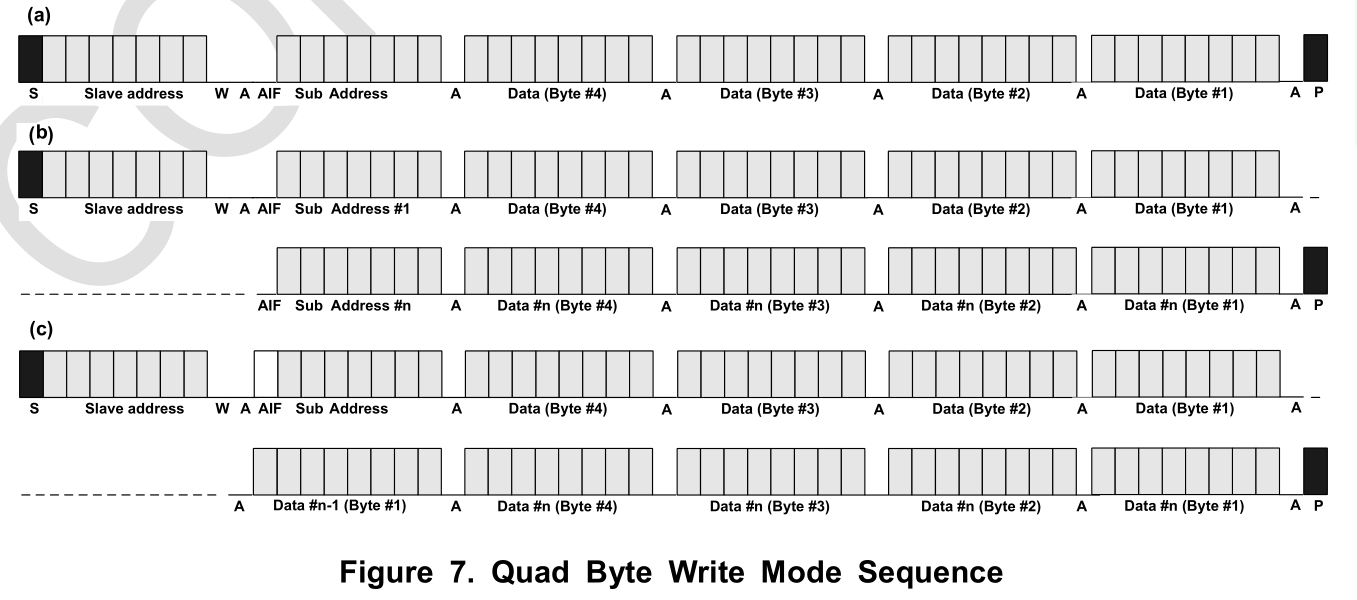 (a)
S Slave address W A AIF Sub Address A Data (Byte #4) A Data (Byte #3) A Data (Byte #2) A Data (Byte #1) A P
(b)
S Slave address W A AIF Sub Address #1 A Data (Byte #4) A Data (Byte #3) A Data (Byte #2) A Data (Byte #1) A
AIF Sub Address #n A Data #n (Byte #4) A Data #n (Byte #3) A Data #n (Byte #2) A Data #n (Byte #1) A P
(c)
S Slave address W A AIF Sub Address A Data (Byte #4) A Data (Byte #3) A Data (Byte #2) A Data (Byte #1) A
A Data #n-1 (Byte #1) A Data #n (Byte #4) Data #n (Byte #3) Data #n (Byte #2) A Data #n (Byte #1) A P
Figure 7. Quad Byte Write Mode Sequence